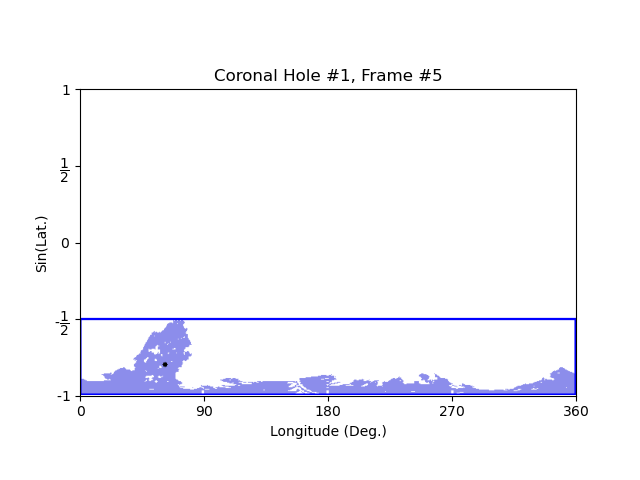 Coronal Hole #1, Frame #5
1
1/2
0
-1/2
-1
Sin(Lat.)
0 90 180 270 360
Longitude (Deg.)